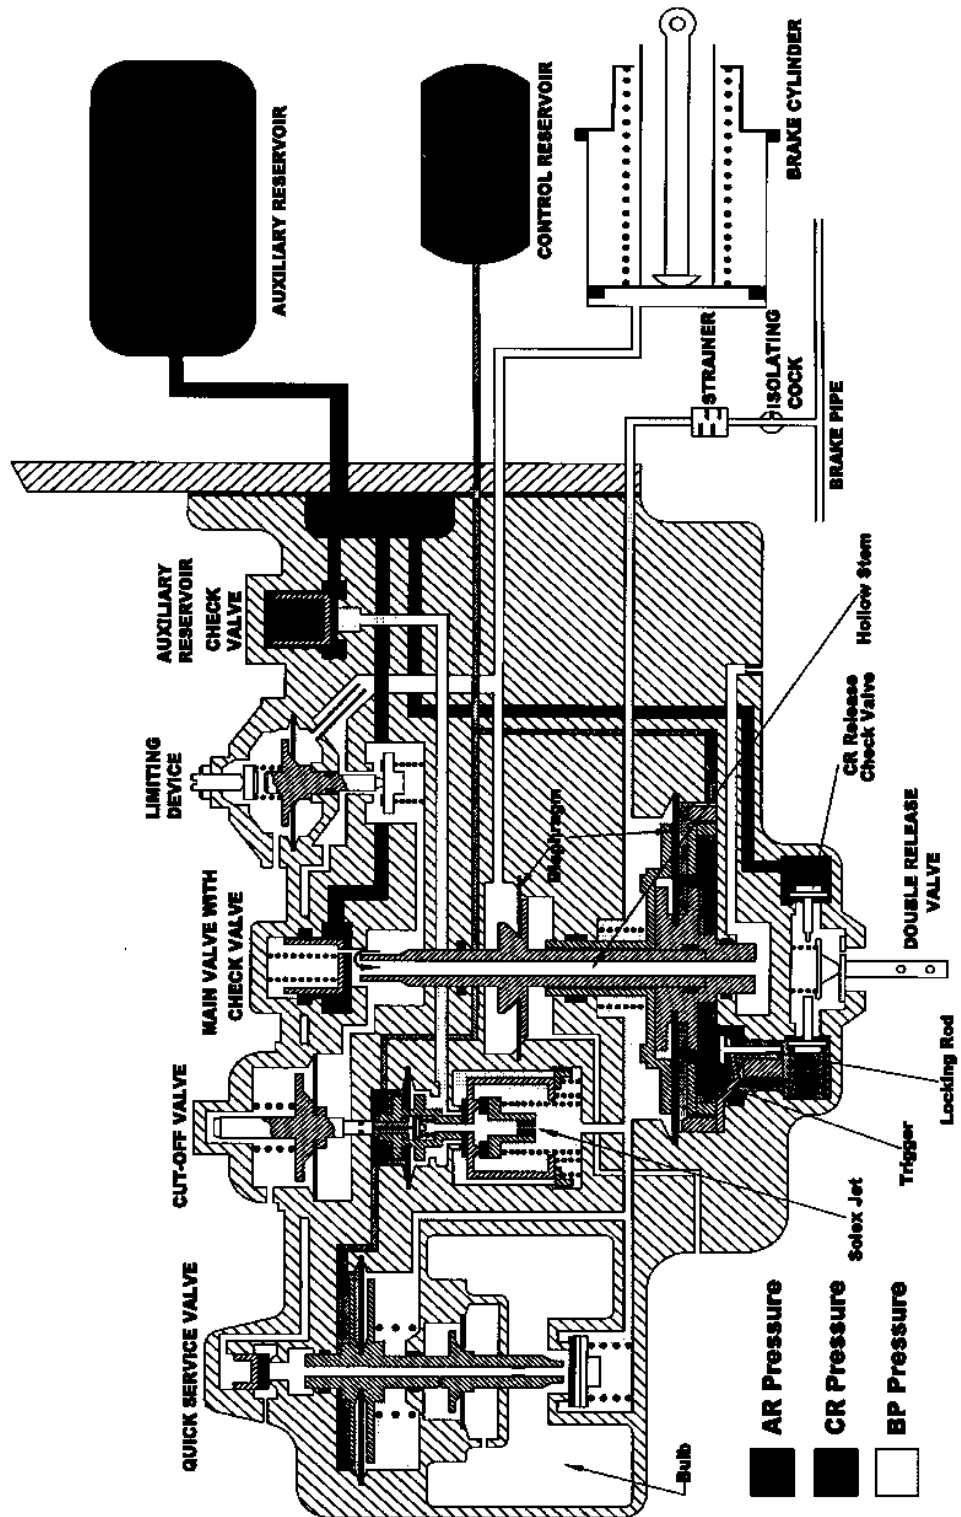 AUXILIARY RESERVOIR
CONTROL RESERVOIR
BRAKE CYLINDER
STRAINER
ISOLATING
COCK
BRAKE PIPE
AUXILIARY
RESERVOIR
CHECK
VALVE
LIMITING
DEVICE
MAIN VALVE WITH
CHECK VALVE
CUT-OFF VALVE
QUICK SERVICE VALVE
Diaphragm
Hollow Stem
CR Release
Check Valve
DOUBLE RELEASE
VALVE
Locking Rod
Trigger
Solex Jet
Bulb
AR Pressure
CR Pressure
BP Pressure